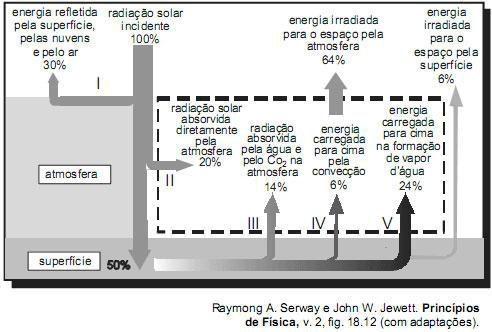 energia refletida
pela superfície,
pelas nuvens
e pelo ar
30%
radiação solar
incidente
100%
energia irradiada
para o espaço pela
atmosfera
64%
energia
irradiada
para o
espaço pela
superfície
6%
I
radiação solar
absorvida
diretamente
pela
atmosfera
20%
II
radiação
absorvida
pela água e
pelo Co2 na
atmosfera
14%
energia
carregada
para cima
pela
convecção
6%
energia
carregada
para cima
na formação
de vapor
d'água
24%
atmosfera
III
IV
V
superfície
50%
Raymong A. Serway e John W. Jewett. Princípios
de Física, v. 2, fig. 18.12 (com adaptações).